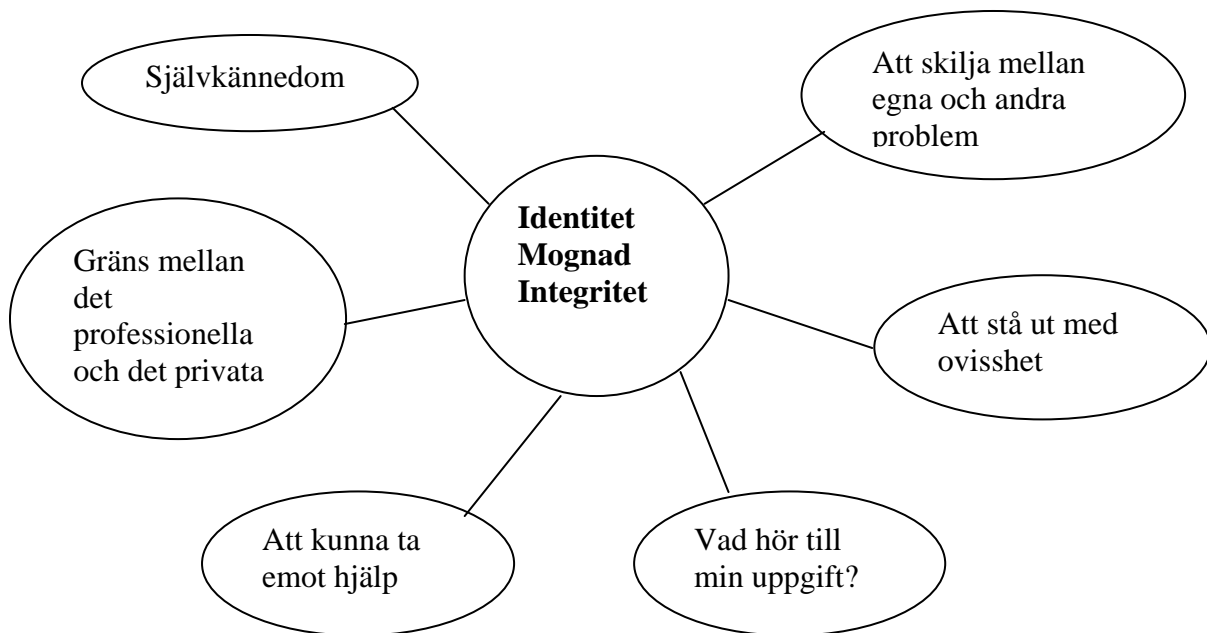 Självkännedom
Att skilja mellan
egna och andra
problem
Identitet
Mognad
Integritet
Gräns mellan
det
professionella
och det privata
Att stå ut med
ovisshet
Att kunna ta
emot hjälp
Vad hör till
min uppgift?